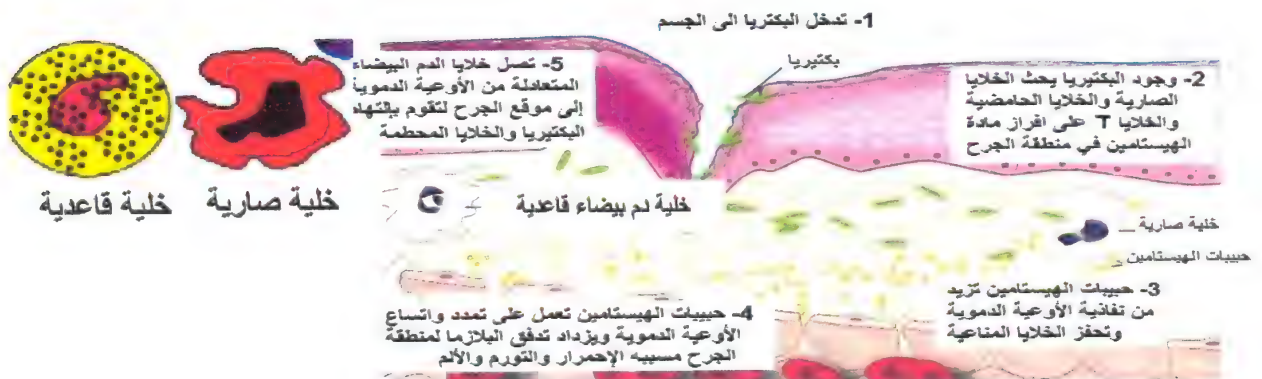 1- تدخل البكتريا الى الجسم
بكتيريا
2- وجود البكتيريا يحث الخلايا
الصارية والخلايا الحامضية
والخلايا T على افراز مادة
الهيستامين في منطقة الجرح
5- تصل خلايا الدم البيضاء
المتعادلة من الأوعية الدموية
إلى موقع الجرح لتقوم بإلتهام
البكتيريا والخلايا المحطمة
خلية صارية
خلية قاعدية
خلية دم بيضاء قاعدية
خلية صارية
حبيبات الهيستامين
3- حبيبات الهيستامين تزيد
من نفاذية الأوعية الدموية
وتحفز الخلايا المناعية
4- حبيبات الهيستامين تعمل على تمدد واتساع
الأوعية الدموية ويزداد تدفق البلازما لمنطقة
الجرح مسببه الإحمرار والتورم والألم